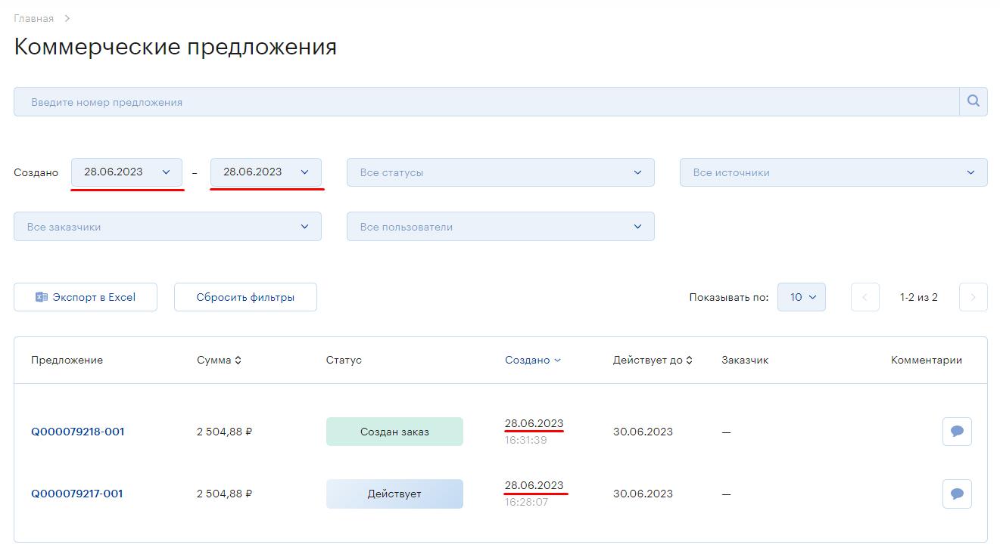 Главная
Коммерческие предложения
Введите номер предложения
Создано 28.06.2023 – 28.06.2023 Все статусы Все источники
Все заказчики Все пользователи
Экспорт в Excel Сбросить фильтры Показывать по: 10 1-2 из 2
Предложение Сумма Статус Создано Действует до Заказчик Комментарии
Q000079218-001 2 504,88 ₽ Создан заказ 28.06.2023 30.06.2023 —
16:31:39
Q000079217-001 2 504,88 ₽ Действует 28.06.2023 30.06.2023 —
16:28:07